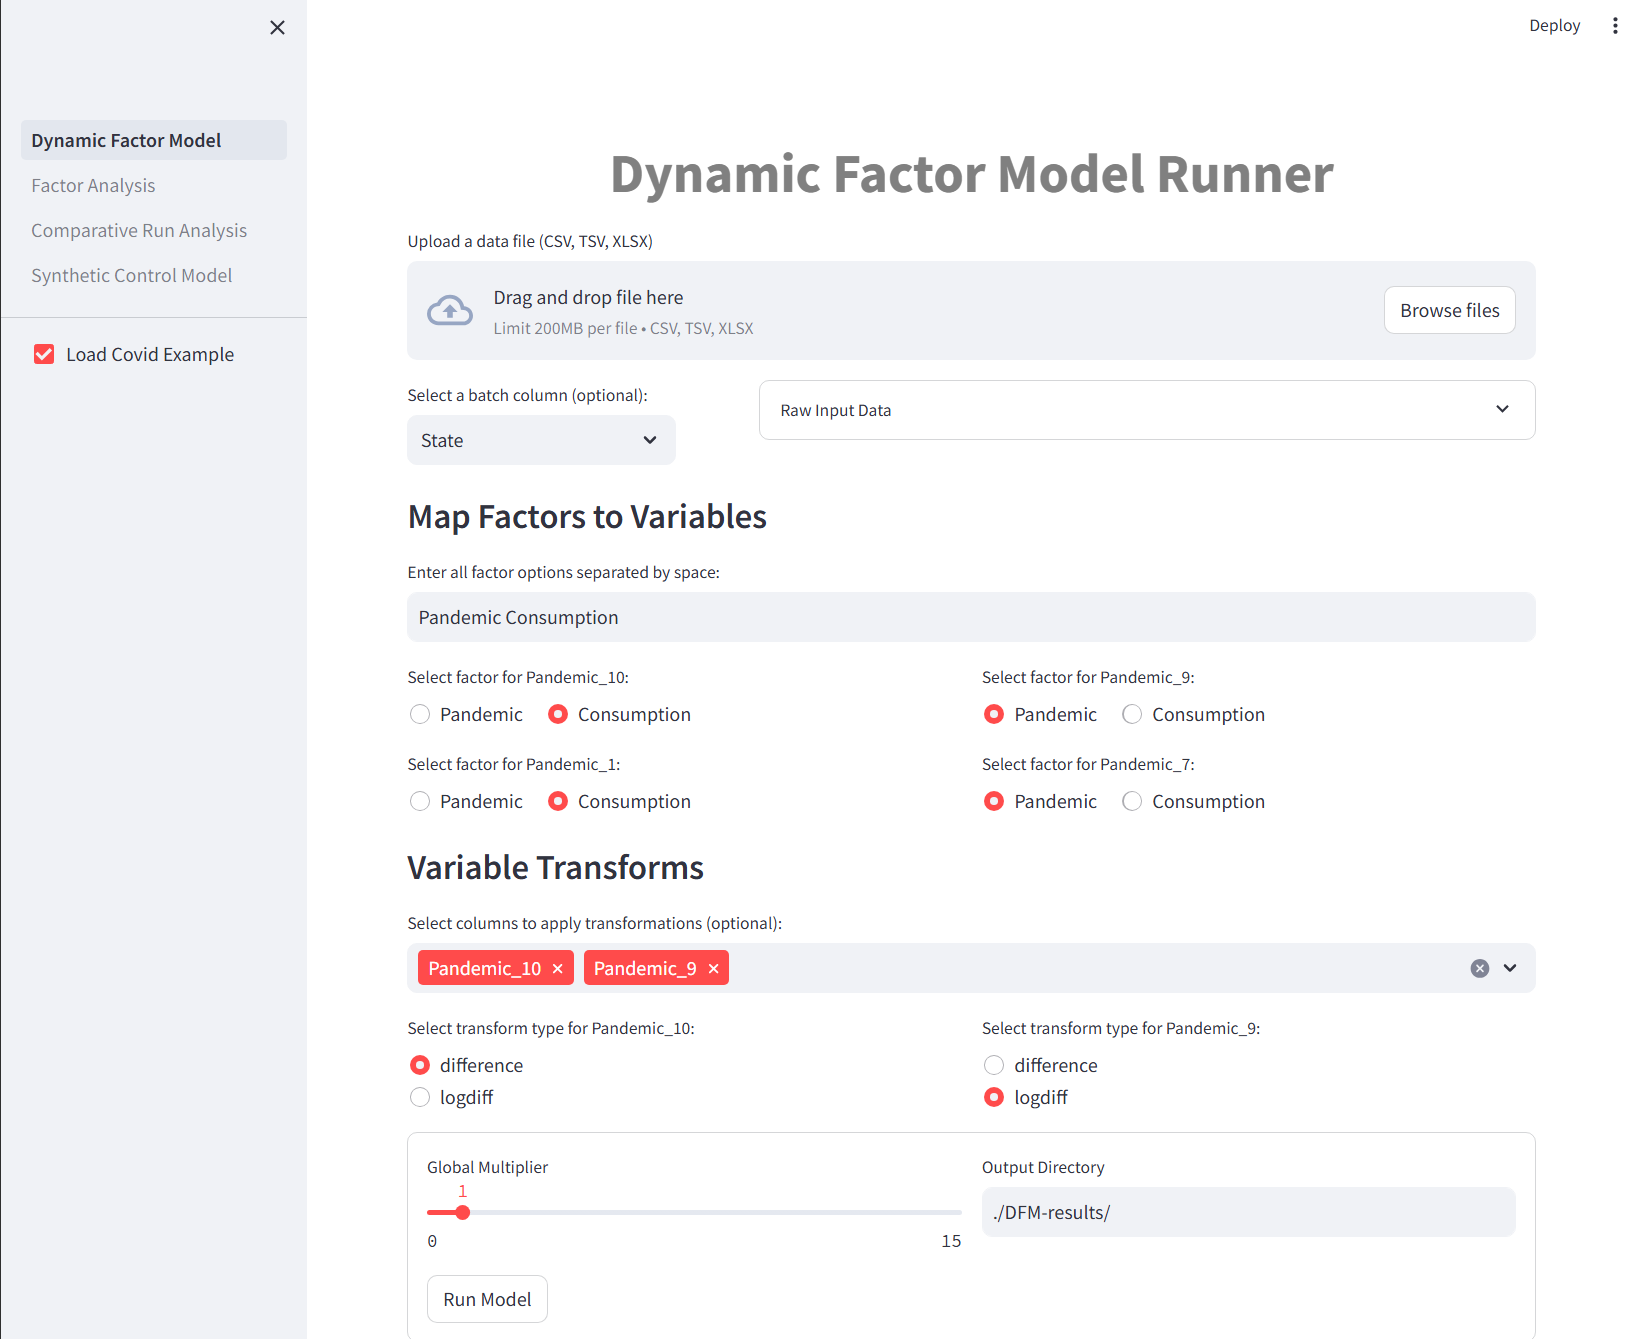 Deploy
Dynamic Factor Model
Factor Analysis
Comparative Run Analysis
Synthetic Control Model
Load Covid Example
Dynamic Factor Model Runner
Upload a data file (CSV, TSV, XLSX)
Drag and drop file here
Limit 200MB per file • CSV, TSV, XLSX
Browse files
Select a batch column (optional):
State
Raw Input Data
Map Factors to Variables
Enter all factor options separated by space:
Pandemic Consumption
Select factor for Pandemic_10:
Pandemic Consumption
Select factor for Pandemic_9:
Pandemic Consumption
Select factor for Pandemic_1:
Pandemic Consumption
Select factor for Pandemic_7:
Pandemic Consumption
Variable Transforms
Select columns to apply transformations (optional):
Pandemic_10 Pandemic_9
Select transform type for Pandemic_10:
difference
logdiff
Select transform type for Pandemic_9:
difference
logdiff
Global Multiplier
1
0 15
Output Directory
./DFM-results/
Run Model